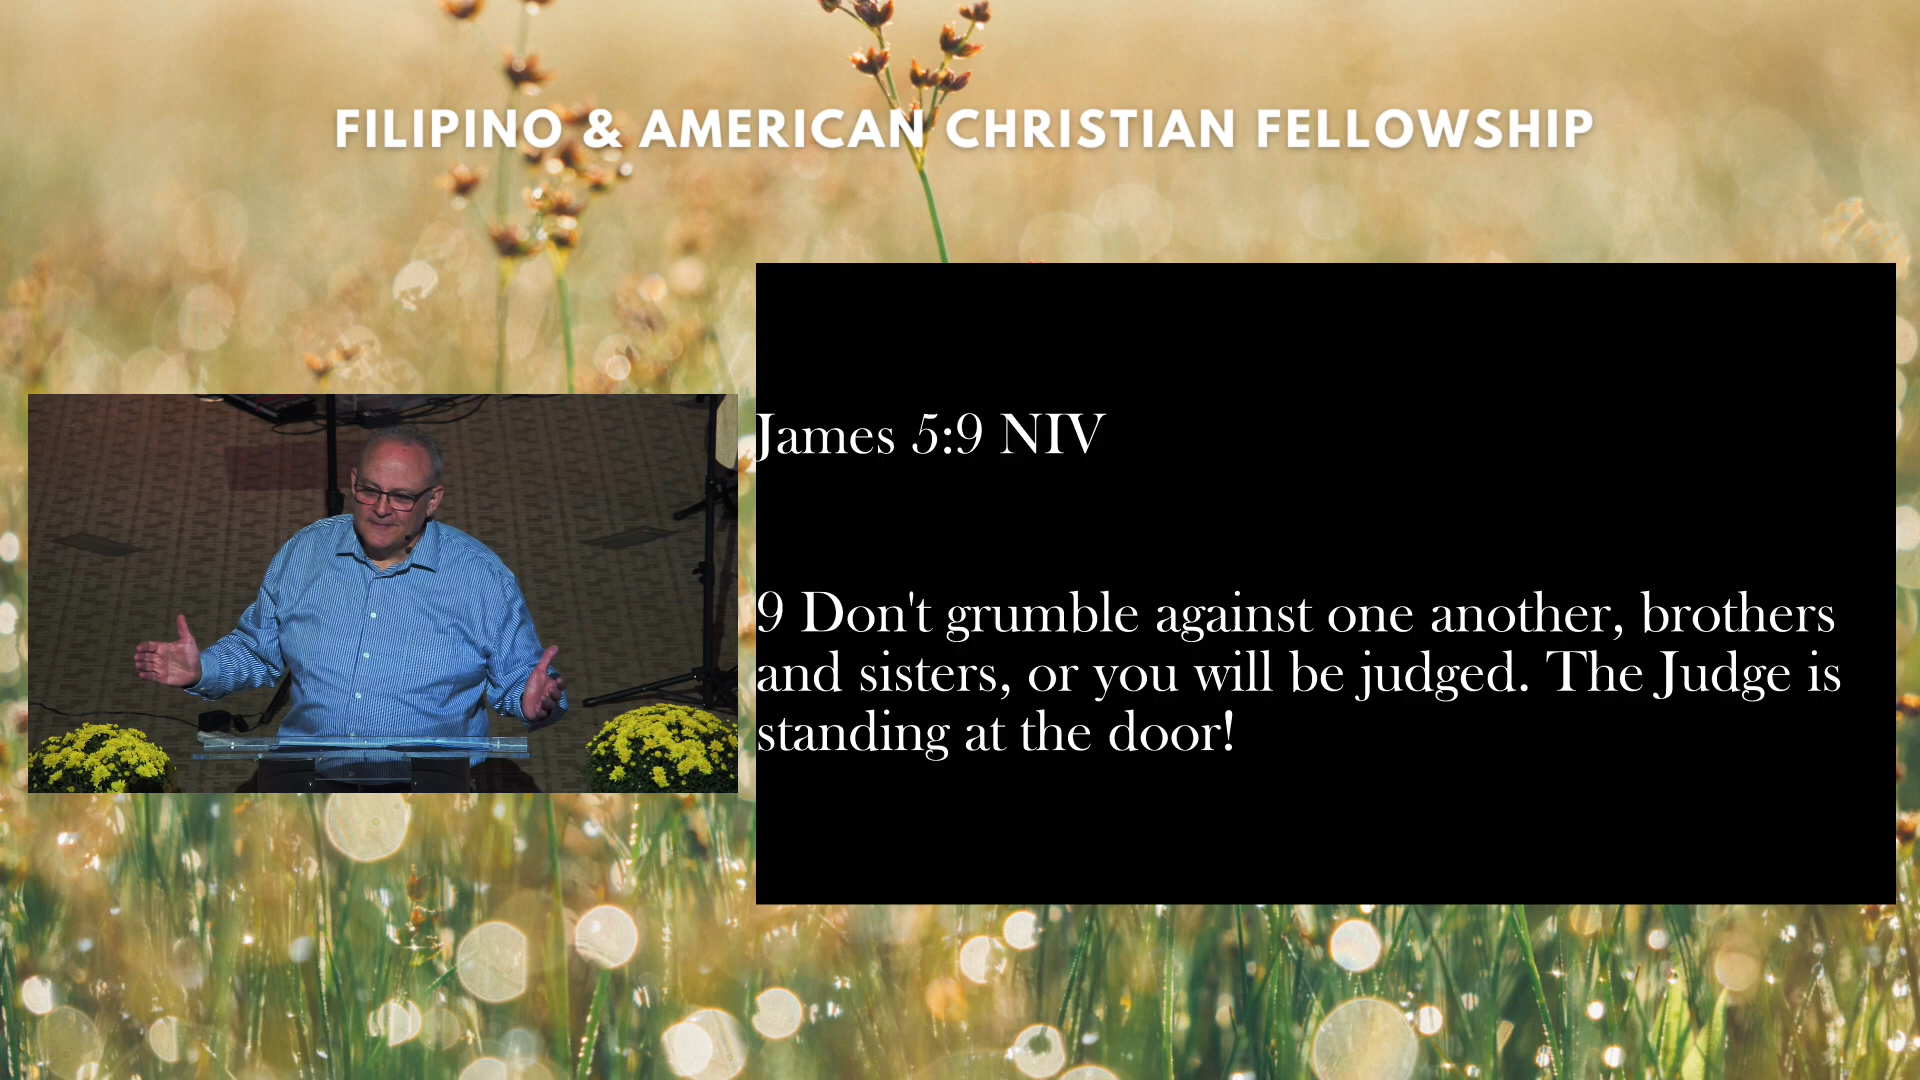 FILIPINO & AMERICAN CHRISTIAN FELLOWSHIP
James 5:9 NIV
9 Don't grumble against one another, brothers
and sisters, or you will be judged. The Judge is
standing at the door!